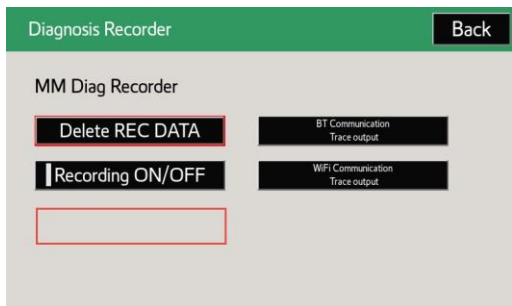 Diagnosis Recorder
Back
MM Diag Recorder
Delete REC DATA
BT Communication
Trace output
Recording ON/OFF
WiFi Communication
Trace output